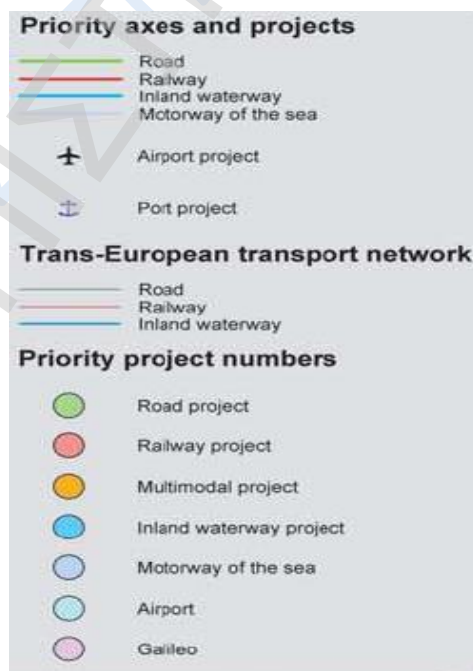 Priority axes and projects
Road
Railway
Inland waterway
Motorway of the sea
Airport project
Port project
Trans-European transport network
Road
Railway
Inland waterway
Priority project numbers
Road project
Railway project
Multimodal project
Inland waterway project
Motorway of the sea
Airport
Galileo